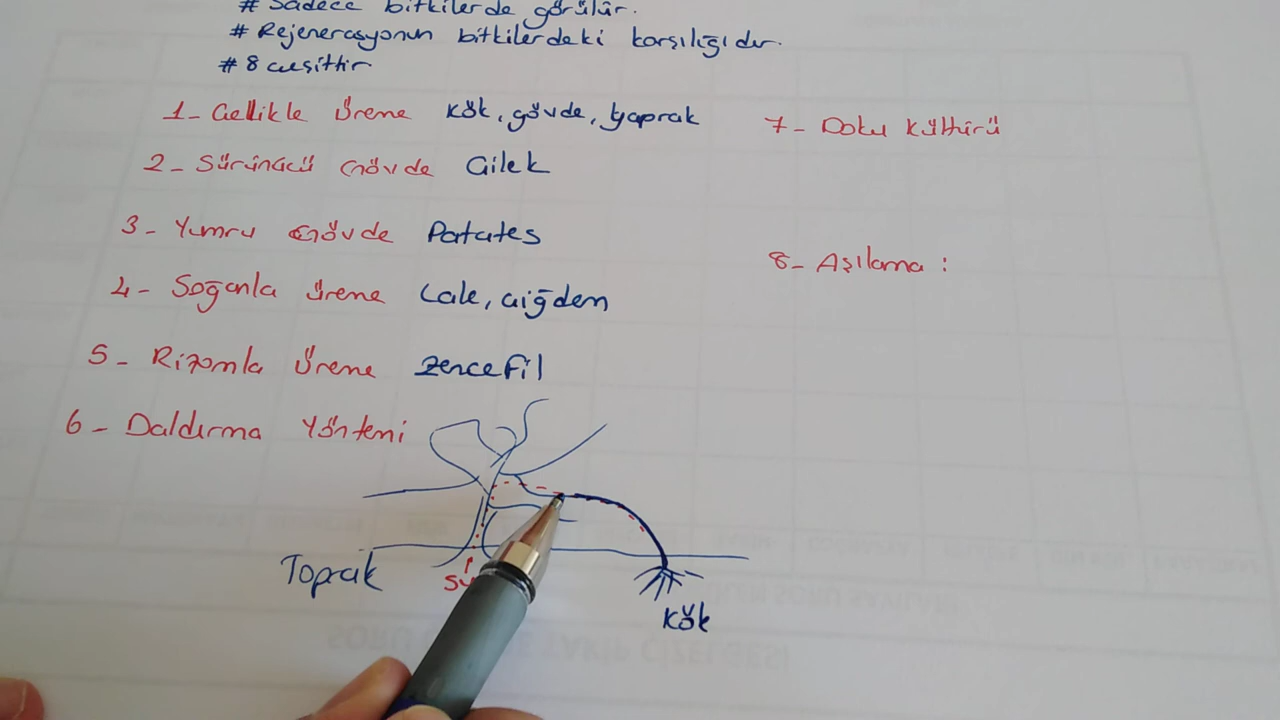 # Sadece bitkilerde görülür.
# Rejenerasyonun bitkilerdeki karşılığıdır.
# 8 çeşittir
1- Çelikle Üreme Kök, gövde, yaprak
2- Sürünücü Gövde Çilek
3- Yumru Gövde Patates
4- Soğanla Üreme Lale, çiğdem
5- Rizomla Üreme Zencefil
6- Daldırma Yöntemi
Toprak
Kök
7- Doku Kültürü
8- Aşılama :